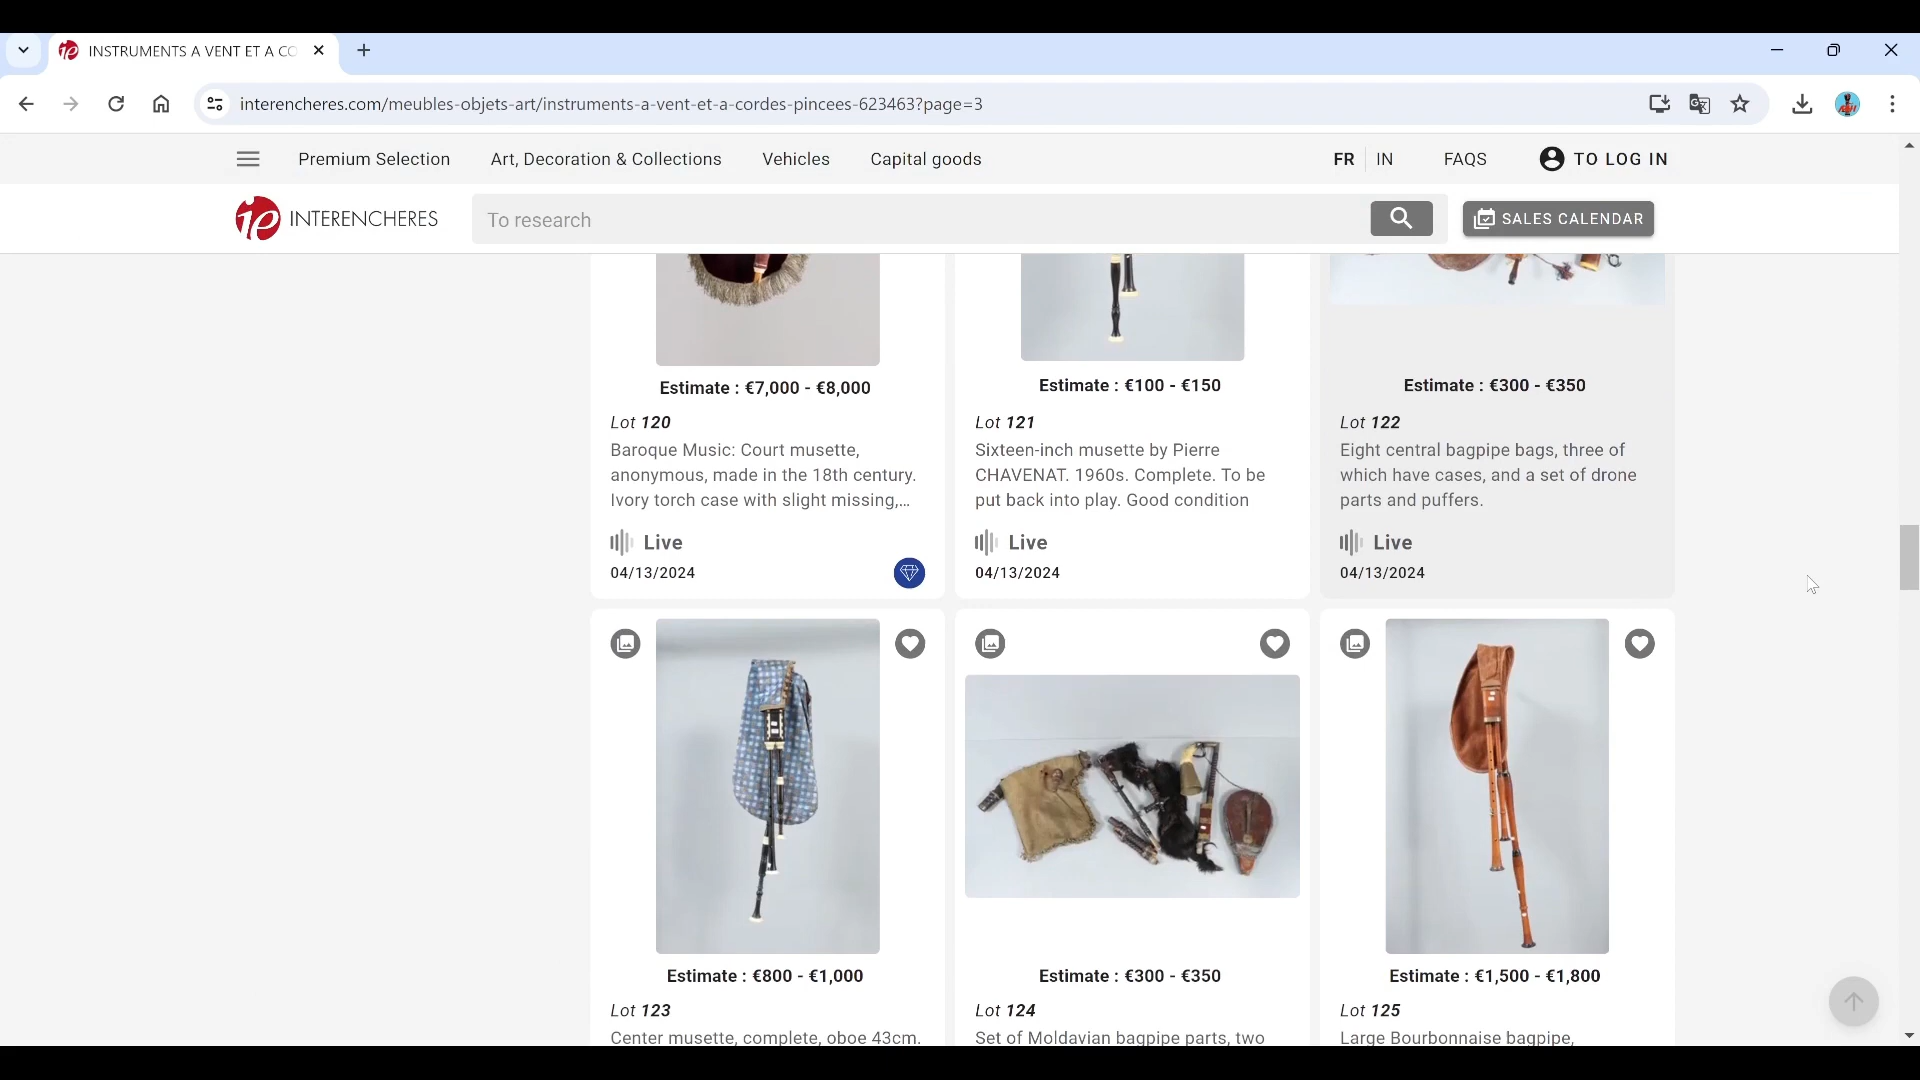 INSTRUMENTS A VENT ET A CO
interencheres.com/meubles-objets-art/instruments-a-vent-et-a-cordes-pincees-623463?page=3
Premium Selection Art, Decoration & Collections Vehicles Capital goods FR IN FAQS TO LOG IN
INTERENCHERES To research SALES CALENDAR
Estimate : €7,000 - €8,000
Lot 120
Baroque Music: Court musette,
anonymous, made in the 18th century.
Ivory torch case with slight missing,...
Live
04/13/2024
Estimate : €100 - €150
Lot 121
Sixteen-inch musette by Pierre
CHAVENAT. 1960s. Complete. To be
put back into play. Good condition
Live
04/13/2024
Estimate : €300 - €350
Lot 122
Eight central bagpipe bags, three of
which have cases, and a set of drone
parts and puffers.
Live
04/13/2024
Estimate : €800 - €1,000
Lot 123
Center musette, complete, oboe 43cm.
Estimate : €300 - €350
Lot 124
Set of Moldavian bagpipe parts, two
Estimate : €1,500 - €1,800
Lot 125
Large Bourbonnaise bagpipe,